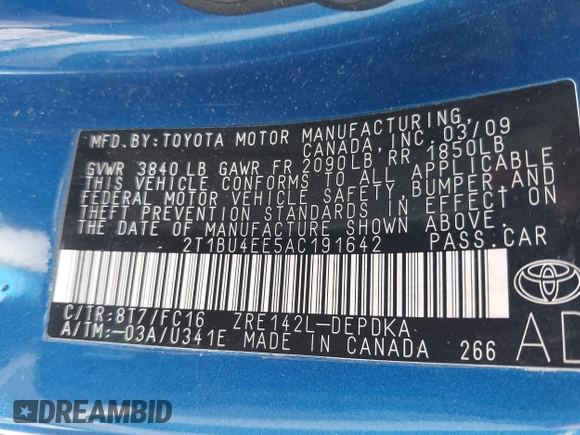 MFD.BY:TOYOTA MOTOR MANUFACTURING,
CANADA, INC. 03/09
GVWR 3840 LB GAWR FR 2090LB, RR 1850LB
THIS VEHICLE CONFORMS TO ALL APPLICABLE
FEDERAL MOTOR VEHICLE SAFETY, BUMPER, AND
THEFT PREVENTION STANDARDS IN EFFECT ON
THE DATE OF MANUFACTURE SHOWN ABOVE.
2T1BU4EE5AC191642 PASS.CAR
C/TR:8T7/FC16 ZRE142L-DEPDKA
A/TM:-03A/U341E MADE IN CANADA 266
AD
DREAMBID